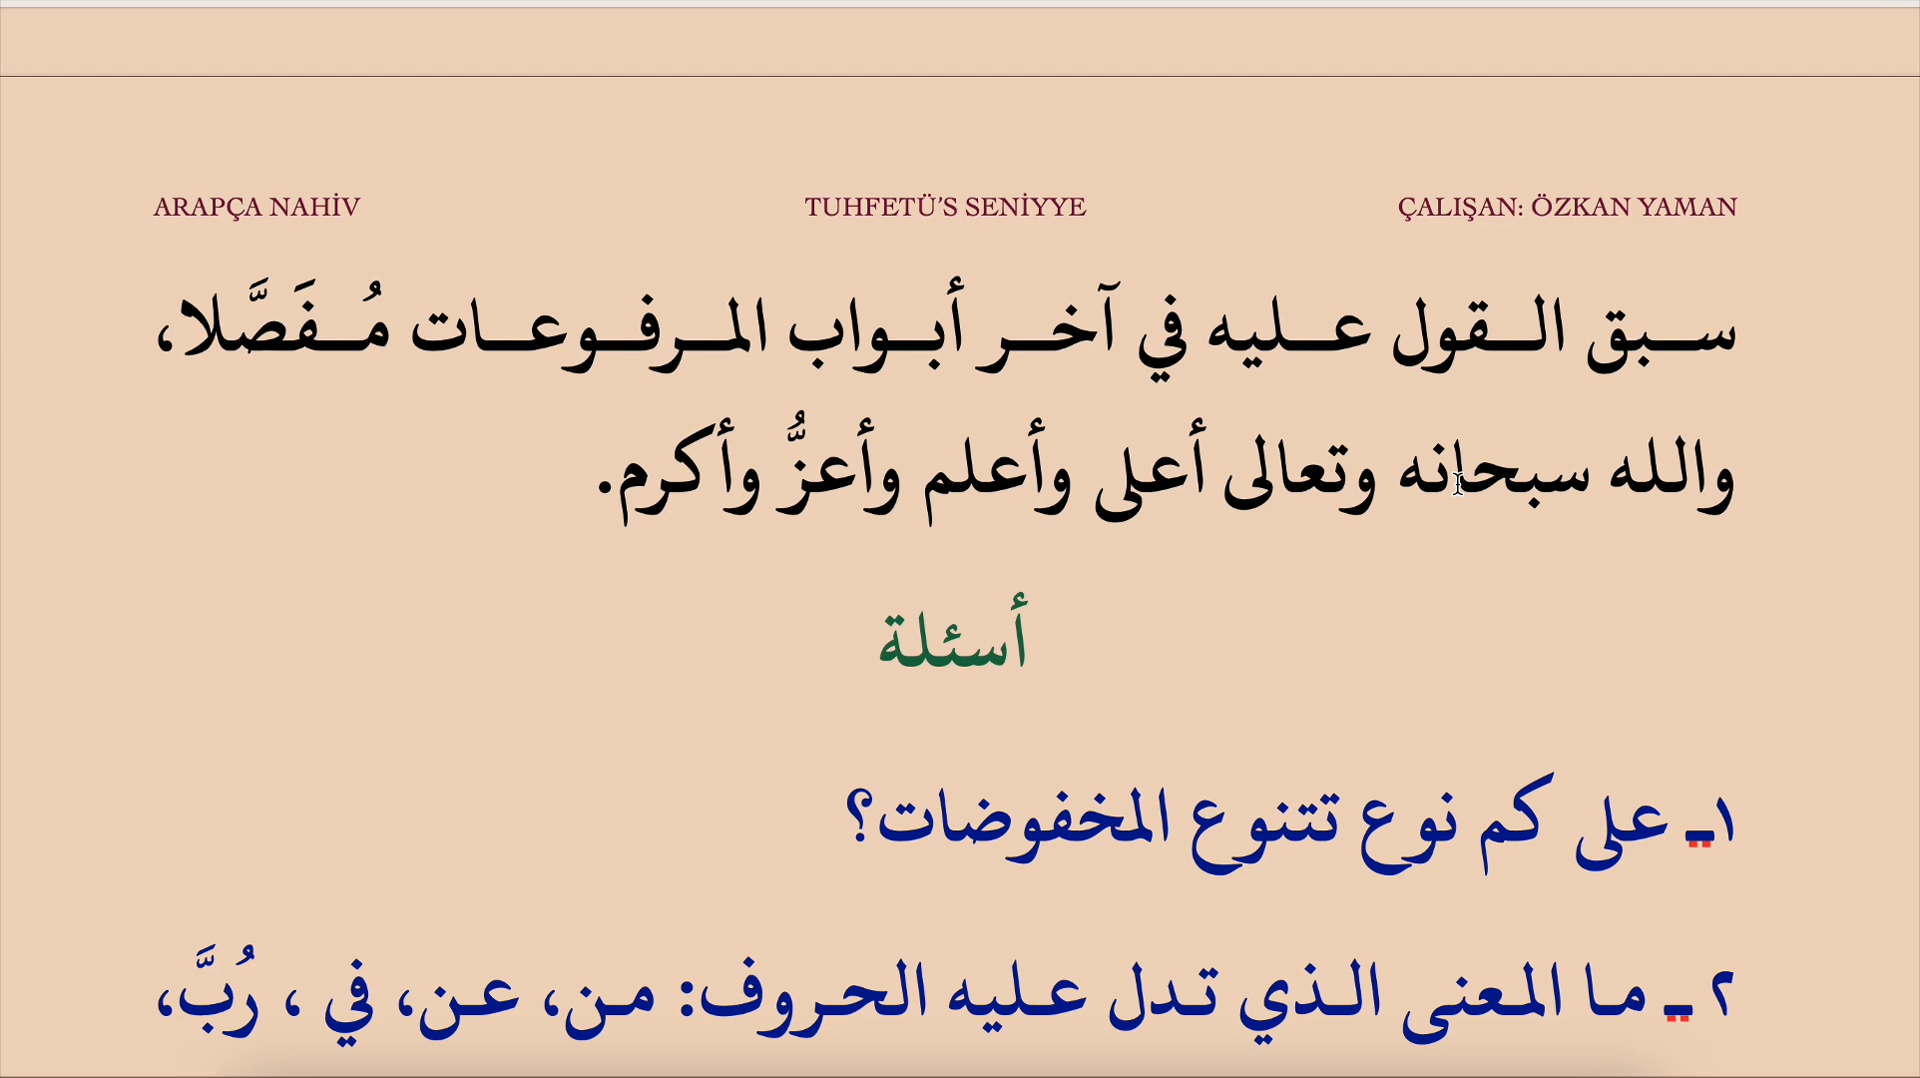 ARAPÇA NAHİV TUHFETÜ’S SENİYYE ÇALIŞAN: ÖZKAN YAMAN
سبق القول عليه في آخر أبواب المرفوعات مُفَصَّلا،
والله سبحانه وتعالى أعلى وأعلم وأعزُّ وأكرم.
أسئلة
١ـ على كم نوع تتنوع المخفوضات؟
٢ ـ ما المعنى الذي تدل عليه الحروف: من، عن، في ، رُبَّ،